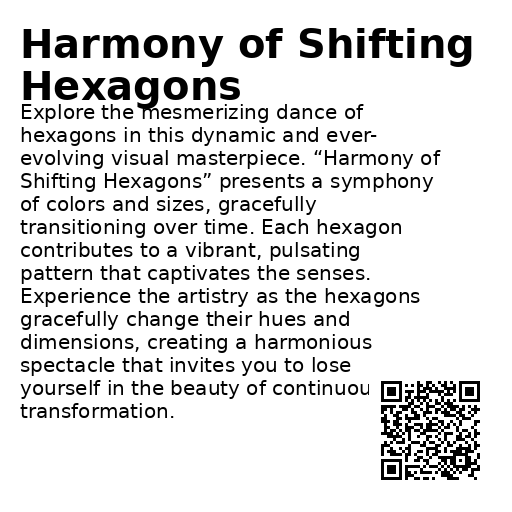 Harmony of Shifting
Hexagons
Explore the mesmerizing dance of
hexagons in this dynamic and ever-
evolving visual masterpiece. “Harmony of
Shifting Hexagons” presents a symphony
of colors and sizes, gracefully
transitioning over time. Each hexagon
contributes to a vibrant, pulsating
pattern that captivates the senses.
Experience the artistry as the hexagons
gracefully change their hues and
dimensions, creating a harmonious
spectacle that invites you to lose
yourself in the beauty of continuou
transformation.